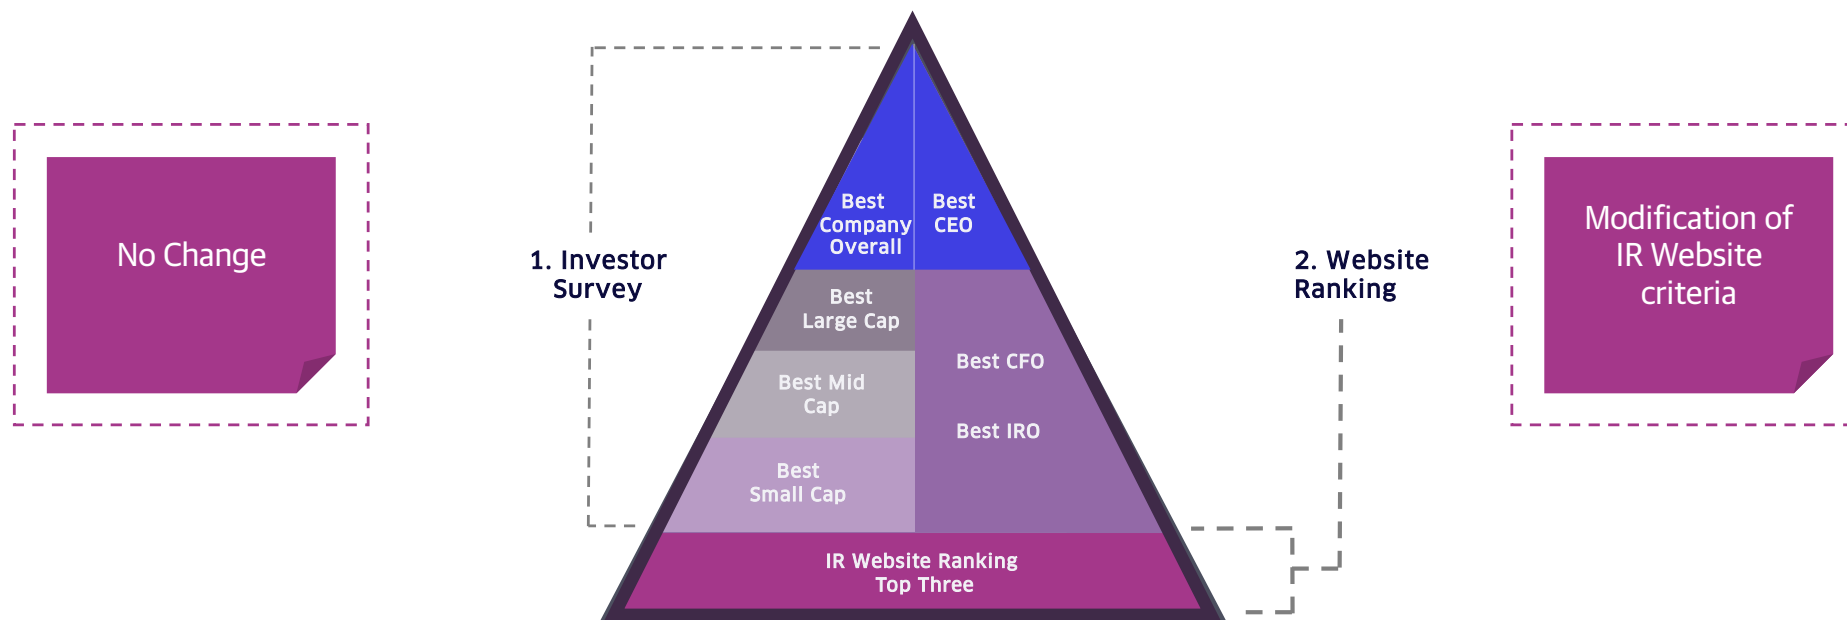 No Change
1. Investor
Survey
Best
Company
Overall
Best
CEO
Best
Large Cap
Best Mid
Cap
Best
Small Cap
Best CFO
Best IRO
IR Website Ranking
Top Three
2. Website
Ranking
Modification of
IR Website
criteria